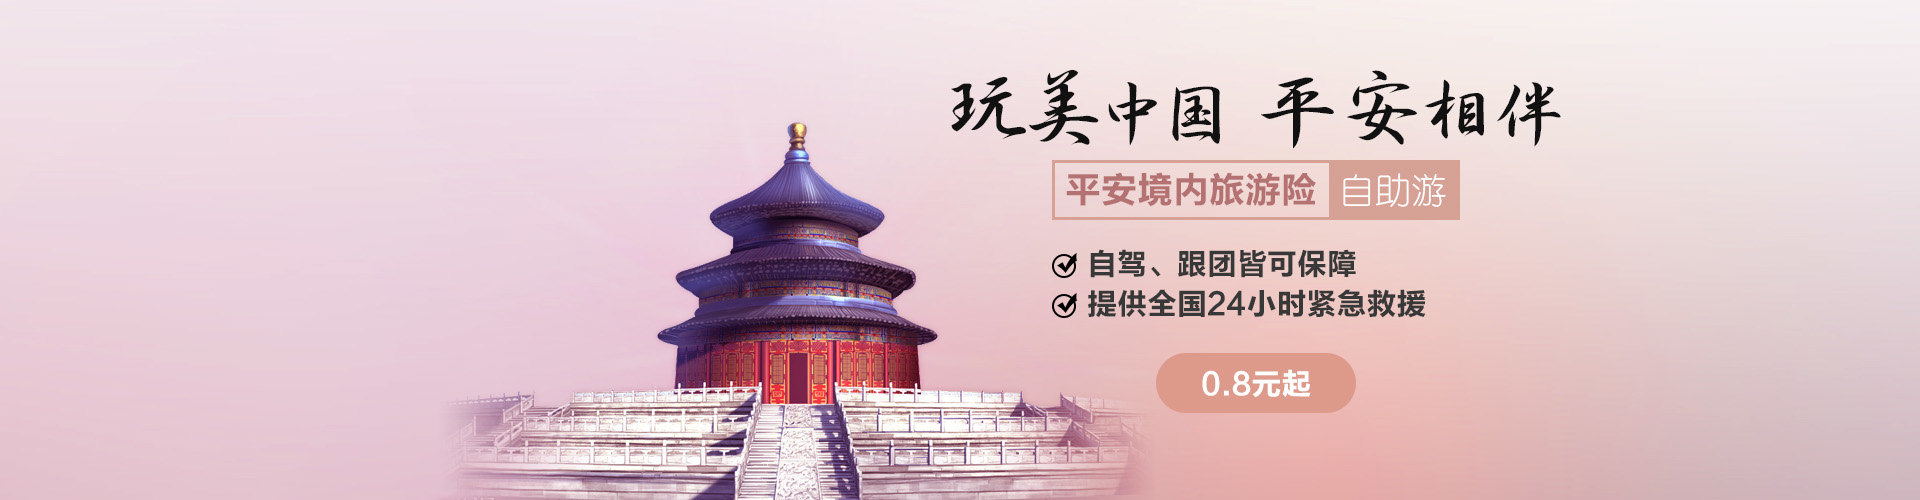 玩美中国 平安相伴
平安境内旅游险 自助游
自驾、跟团皆可保障
提供全国24小时紧急救援
0.8元起